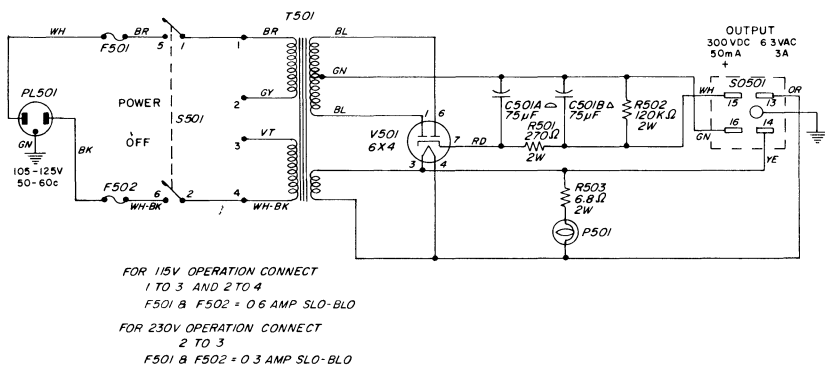 T501
OUTPUT
300 VDC 6 3VAC
50mA 3A
+
WH F501 BR 5 1 1 BR BL
GN
SO501
WH 15 13 OR
PL501
GY
2
POWER
S501
OFF
VT
3
GN
105-125V
50-60c
BK
F502
6 2 4
WH-BK WH-BK
BL
1 6
V501
6X4
7 RD
3 4
C501A
75µF
C501B
75µF
R501
270Ω
2W
R502
120KΩ
2W
GN 16 14
YE
R503
6.8Ω
2W
P501
FOR 115V OPERATION CONNECT
1 TO 3 AND 2 TO 4
F501 & F502 = 0 6 AMP SLO-BLO
FOR 230V OPERATION CONNECT
2 TO 3
F501 & F502 = 0 3 AMP SLO-BLO